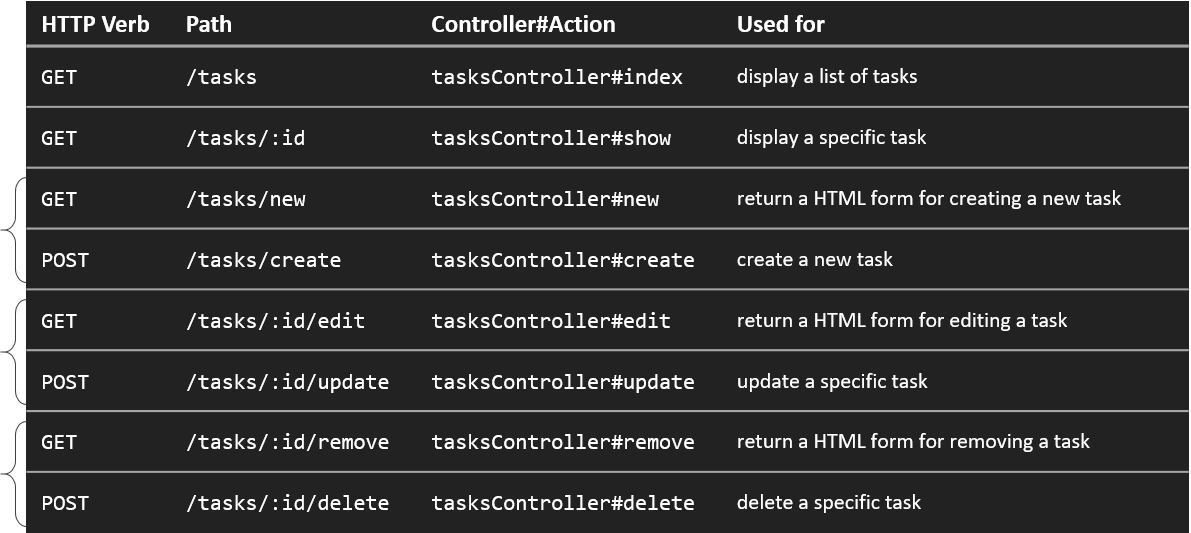 HTTP Verb Path Controller#Action Used for
GET /tasks tasksController#index display a list of tasks
GET /tasks/:id tasksController#show display a specific task
GET /tasks/new tasksController#new return a HTML form for creating a new task
POST /tasks/create tasksController#create create a new task
GET /tasks/:id/edit tasksController#edit return a HTML form for editing a task
POST /tasks/:id/update tasksController#update update a specific task
GET /tasks/:id/remove tasksController#remove return a HTML form for removing a task
POST /tasks/:id/delete tasksController#delete delete a specific task